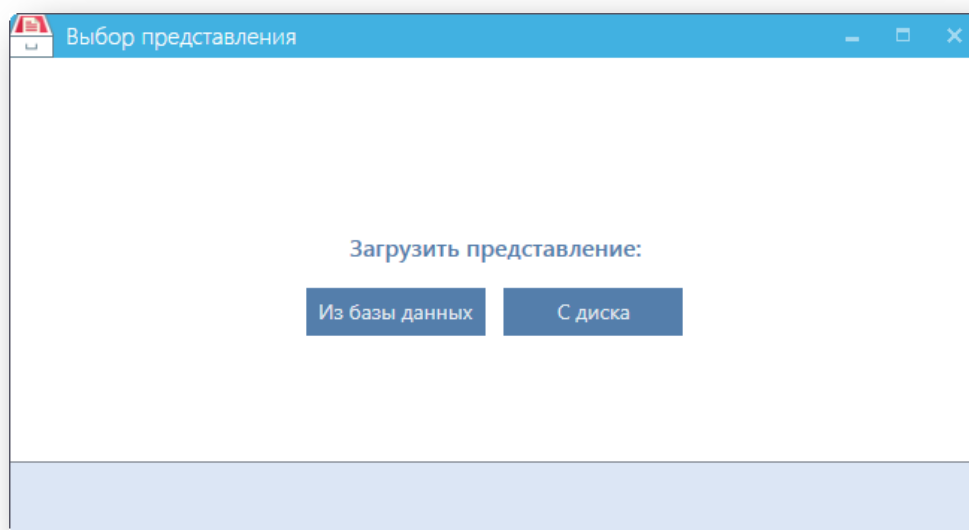 Выбор представления
Загрузить представление:
Из базы данных
С диска